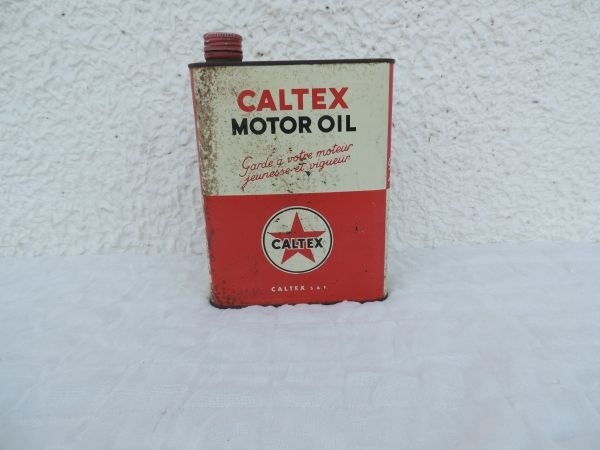 CALTEX
MOTOR OIL
Garde à votre moteur
jeunesse et vigueur
CALTEX
CALTEX S.A.F.